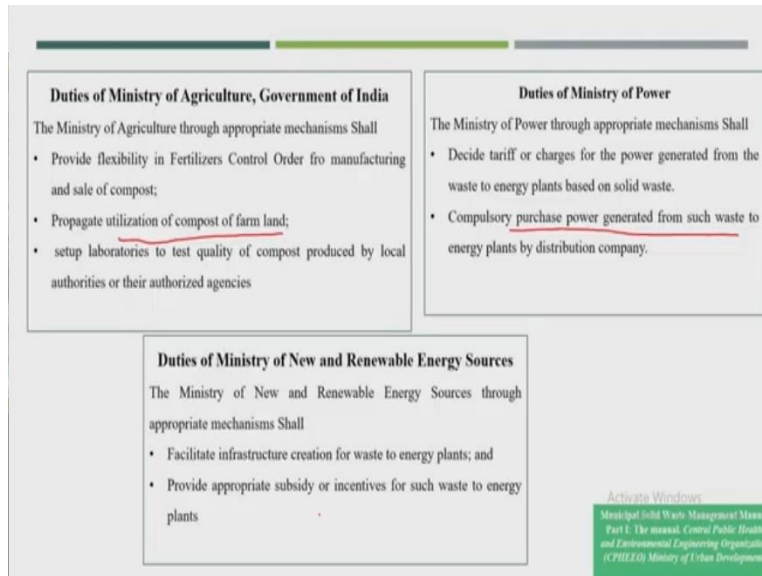 Duties of Ministry of Agriculture, Government of India
The Ministry of Agriculture through appropriate mechanisms Shall
• Provide flexibility in Fertilizers Control Order fro manufacturing
and sale of compost;
• Propagate utilization of compost of farm land;
• setup laboratories to test quality of compost produced by local
authorities or their authorized agencies
Duties of Ministry of Power
The Ministry of Power through appropriate mechanisms Shall
• Decide tariff or charges for the power generated from the
waste to energy plants based on solid waste.
• Compulsory purchase power generated from such waste to
energy plants by distribution company.
Duties of Ministry of New and Renewable Energy Sources
The Ministry of New and Renewable Energy Sources through
appropriate mechanisms Shall
• Facilitate infrastructure creation for waste to energy plants; and
• Provide appropriate subsidy or incentives for such waste to energy
plants
Activate Windows
Municipal Solid Waste Management
Part I: The manual. Central Public
and Environmental Engineering
(CPHEEO) Ministry of Urban